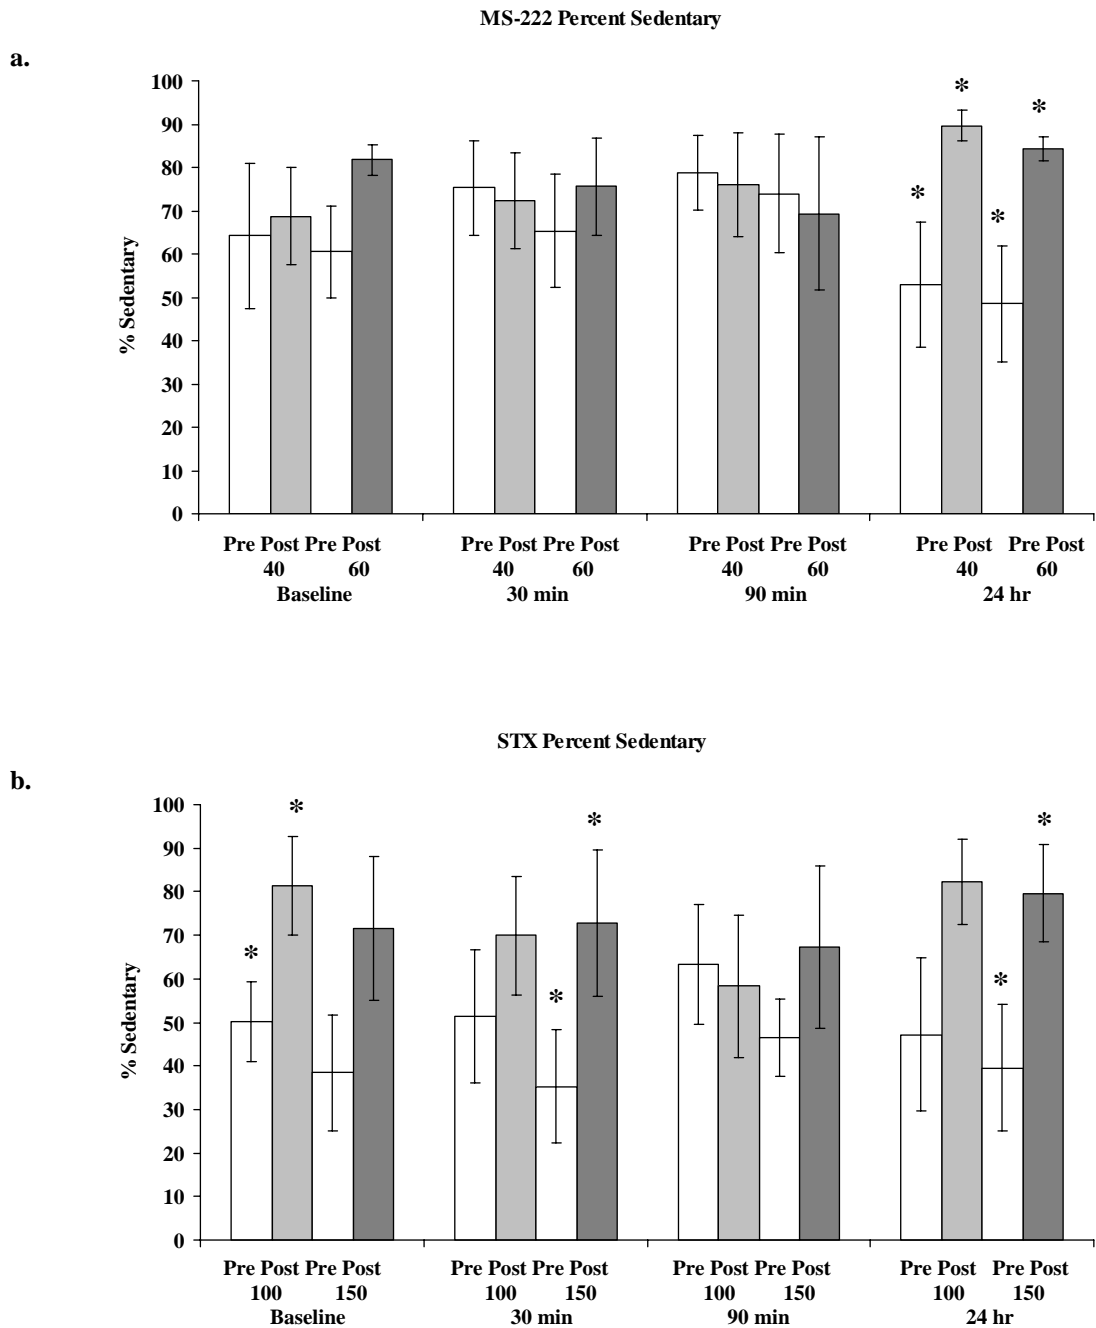 MS-222 Percent Sedentary
a.
100
90
80
70
60
50
40
30
20
10
0
% Sedentary
* * * *
Pre Post Pre Post Pre Post Pre Post Pre Post Pre Post Pre Post Pre Post
40 60 40 60 40 60 40 60
Baseline 30 min 90 min 24 hr
STX Percent Sedentary
b.
100
90
80
70
60
50
40
30
20
10
0
% Sedentary
* * * * * *
Pre Post Pre Post Pre Post Pre Post Pre Post Pre Post Pre Post Pre Post
100 150 100 150 100 150 100 150
Baseline 30 min 90 min 24 hr